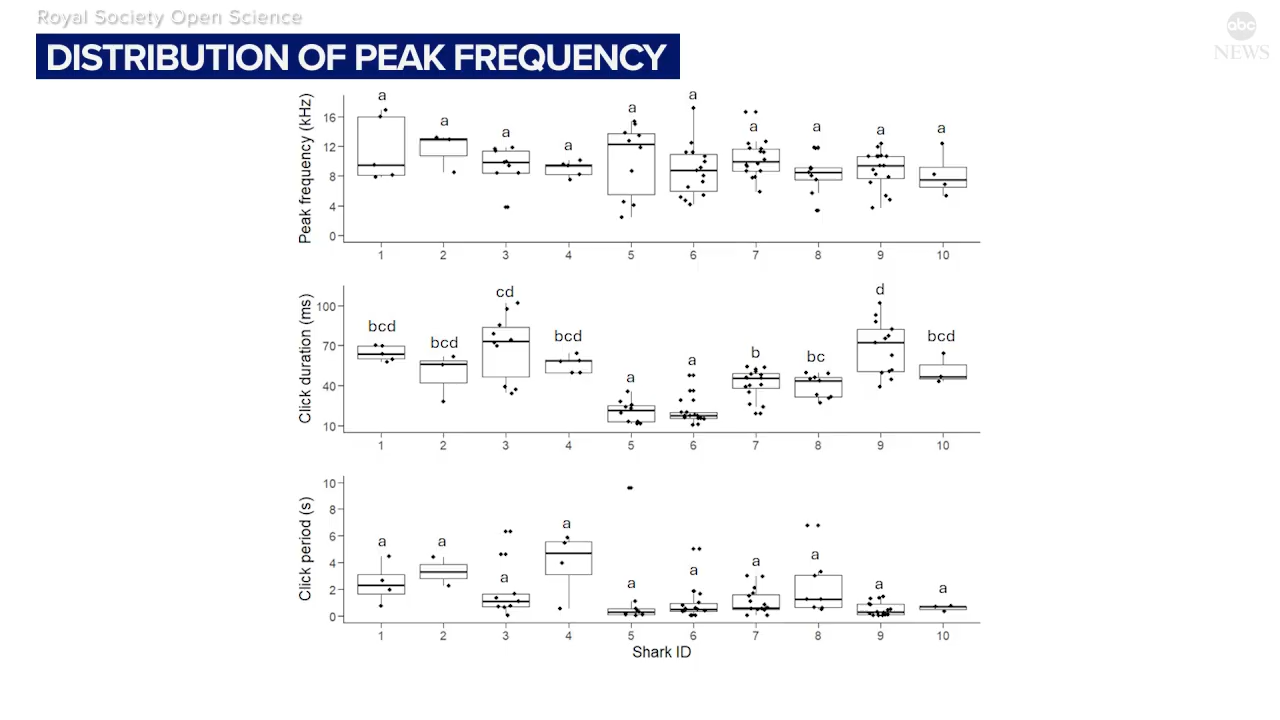 Royal Society Open Science
abc
NEWS
DISTRIBUTION OF PEAK FREQUENCY
Peak frequency (kHz)
16
12
8
4
0
a a a a a a a a a a
1 2 3 4 5 6 7 8 9 10
Click duration (ms)
100
70
40
10
bcd bcd cd bcd a a b bc d bcd
1 2 3 4 5 6 7 8 9 10
Click period (s)
10
8
6
4
2
0
a a a a a a a a a a
1 2 3 4 5 6 7 8 9 10
Shark ID